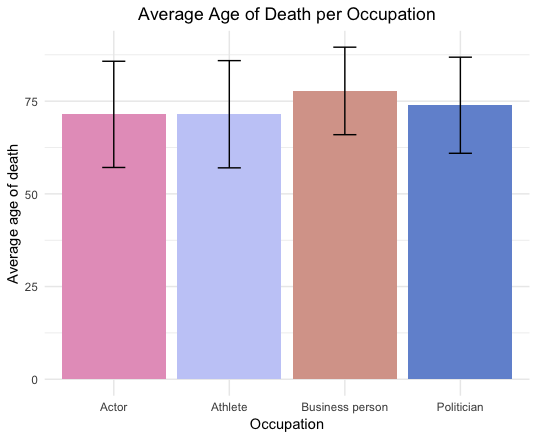 Average Age of Death per Occupation
Average age of death
75
50
25
0
Actor
Athlete
Business person
Politician
Occupation